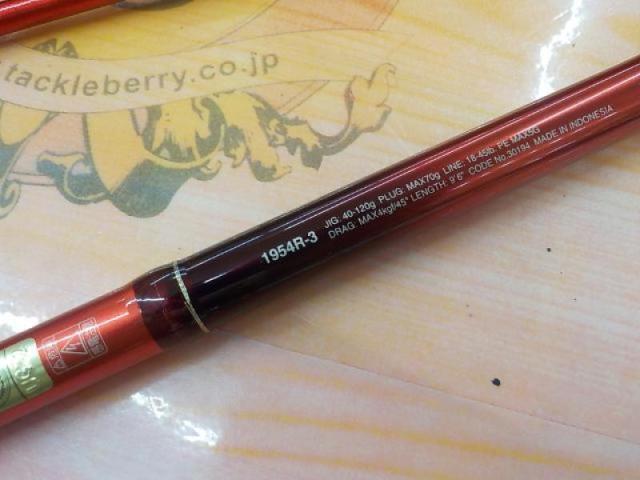 tackleberry.co.jp
1954R-3
JIG: 40-120g PLUG: MAX70g LINE: 18-45lb. PE MAX5G
DRAG: MAX4kgf/45° LENGTH: 9´6" CODE No.30194 MADE IN INDONESIA